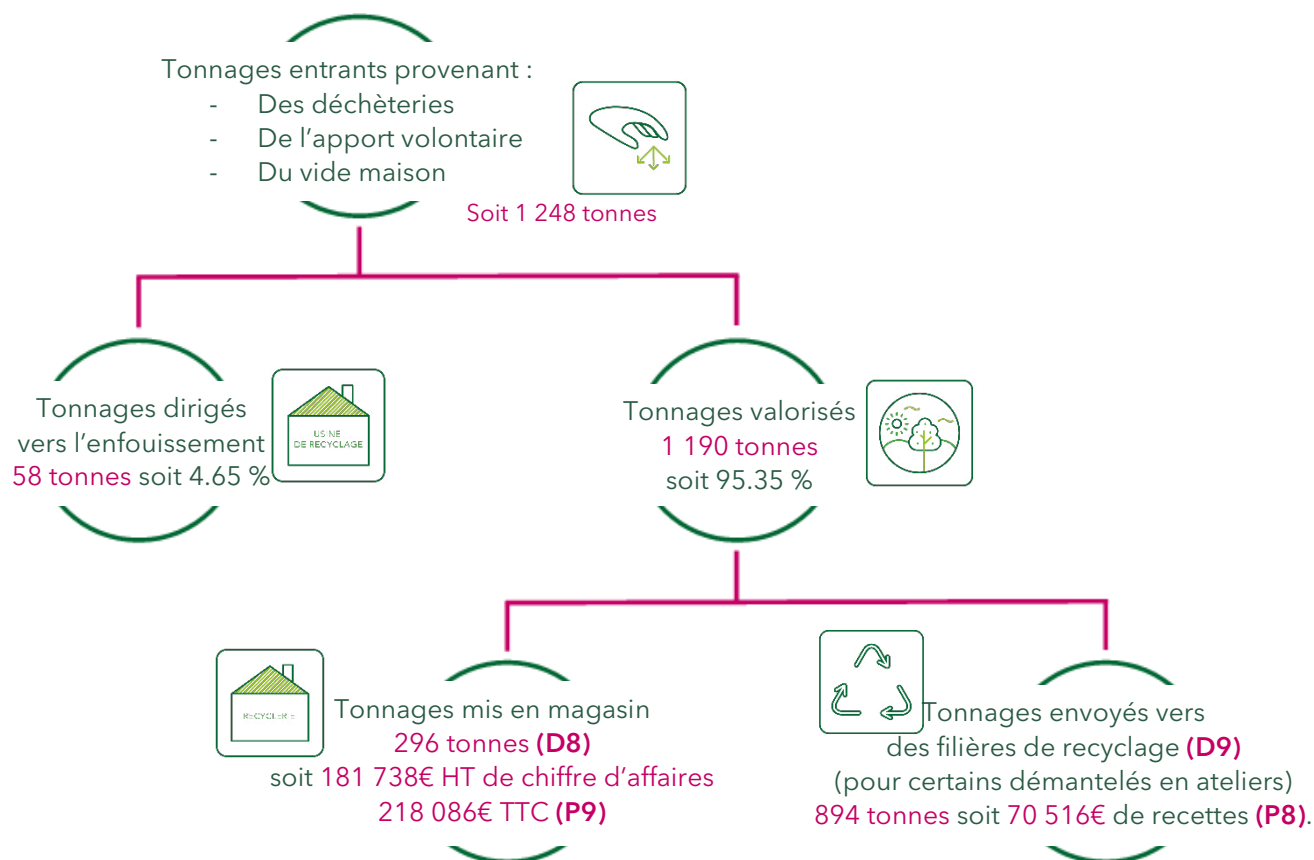 Tonnages entrants provenant :
- Des déchèteries
- De l'apport volontaire
- Du vide maison
Soit 1 248 tonnes
Tonnages dirigés
vers l'enfouissement
58 tonnes soit 4.65 %
USINE
DE RECYCLAGE
Tonnages valorisés
1 190 tonnes
soit 95.35 %
RECYCLERIE
Tonnages mis en magasin
296 tonnes (D8)
soit 181 738€ HT de chiffre d'affaires
218 086€ TTC (P9)
Tonnages envoyés vers
des filières de recyclage (D9)
(pour certains démantelés en ateliers)
894 tonnes soit 70 516€ de recettes (P8).